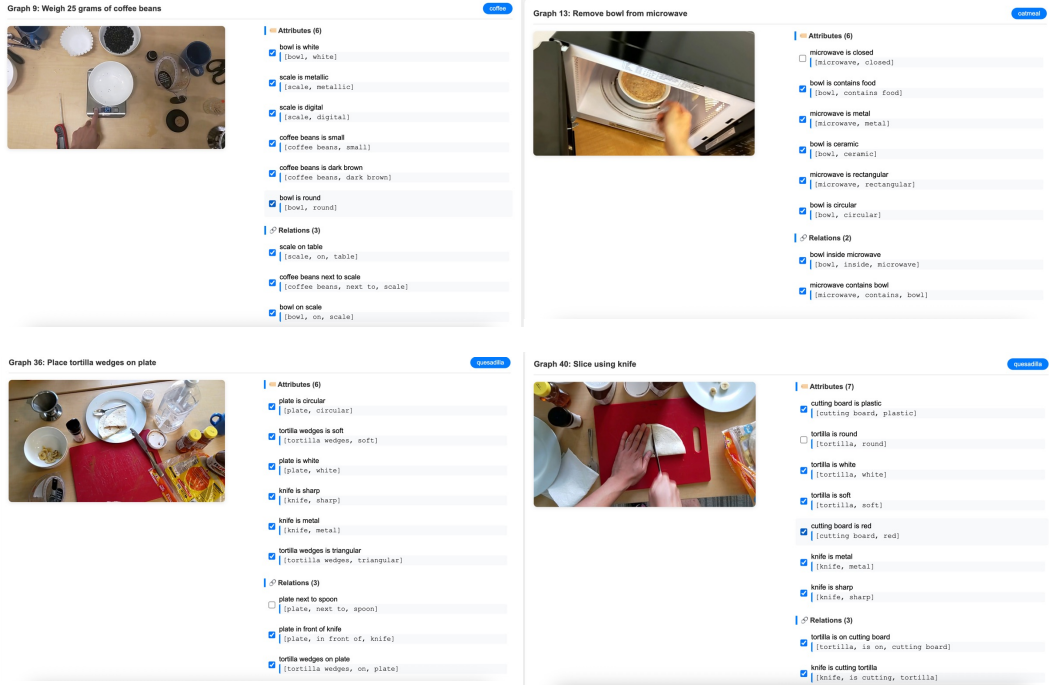 Graph 9: Weigh 25 grams of coffee beans
coffee
Attributes (6)
bowl is white
[bowl, white]
scale is metallic
[scale, metallic]
scale is digital
[scale, digital]
coffee beans is small
[coffee beans, small]
coffee beans is dark brown
[coffee beans, dark brown]
bowl is round
[bowl, round]
Relations (3)
scale on table
[scale, on, table]
coffee beans next to scale
[coffee beans, next to, scale]
bowl on scale
[bowl, on, scale]
Graph 13: Remove bowl from microwave
oatmeal
Attributes (6)
microwave is closed
[microwave, closed]
bowl is contains food
[bowl, contains food]
microwave is metal
[microwave, metal]
bowl is ceramic
[bowl, ceramic]
microwave is rectangular
[microwave, rectangular]
bowl is circular
[bowl, circular]
Relations (2)
bowl inside microwave
[bowl, inside, microwave]
microwave contains bowl
[microwave, contains, bowl]
Graph 36: Place tortilla wedges on plate
quesadilla
Attributes (6)
plate is circular
[plate, circular]
tortilla wedges is soft
[tortilla wedges, soft]
plate is white
[plate, white]
knife is sharp
[knife, sharp]
knife is metal
[knife, metal]
tortilla wedges is triangular
[tortilla wedges, triangular]
Relations (3)
plate next to spoon
[plate, next to, spoon]
plate in front of knife
[plate, in front of, knife]
tortilla wedges on plate
[tortilla wedges, on, plate]
Graph 40: Slice using knife
quesadilla
Attributes (7)
cutting board is plastic
[cutting board, plastic]
tortilla is round
[tortilla, round]
tortilla is white
[tortilla, white]
tortilla is soft
[tortilla, soft]
cutting board is red
[cutting board, red]
knife is metal
[knife, metal]
knife is sharp
[knife, sharp]
Relations (3)
tortilla is on cutting board
[tortilla, is on, cutting board]
knife is cutting tortilla
[knife, is cutting, tortilla]